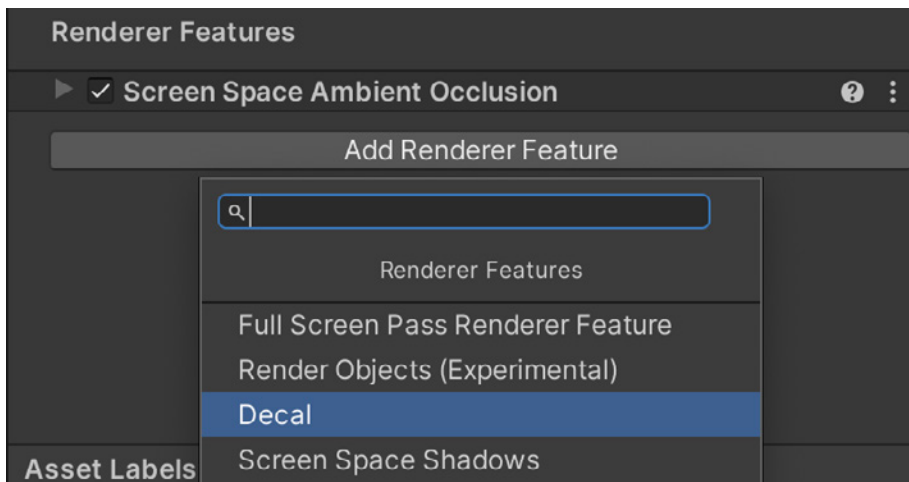 Renderer Features
Screen Space Ambient Occlusion
Add Renderer Feature
Renderer Features
Full Screen Pass Renderer Feature
Render Objects (Experimental)
Decal
Screen Space Shadows
Asset Labels